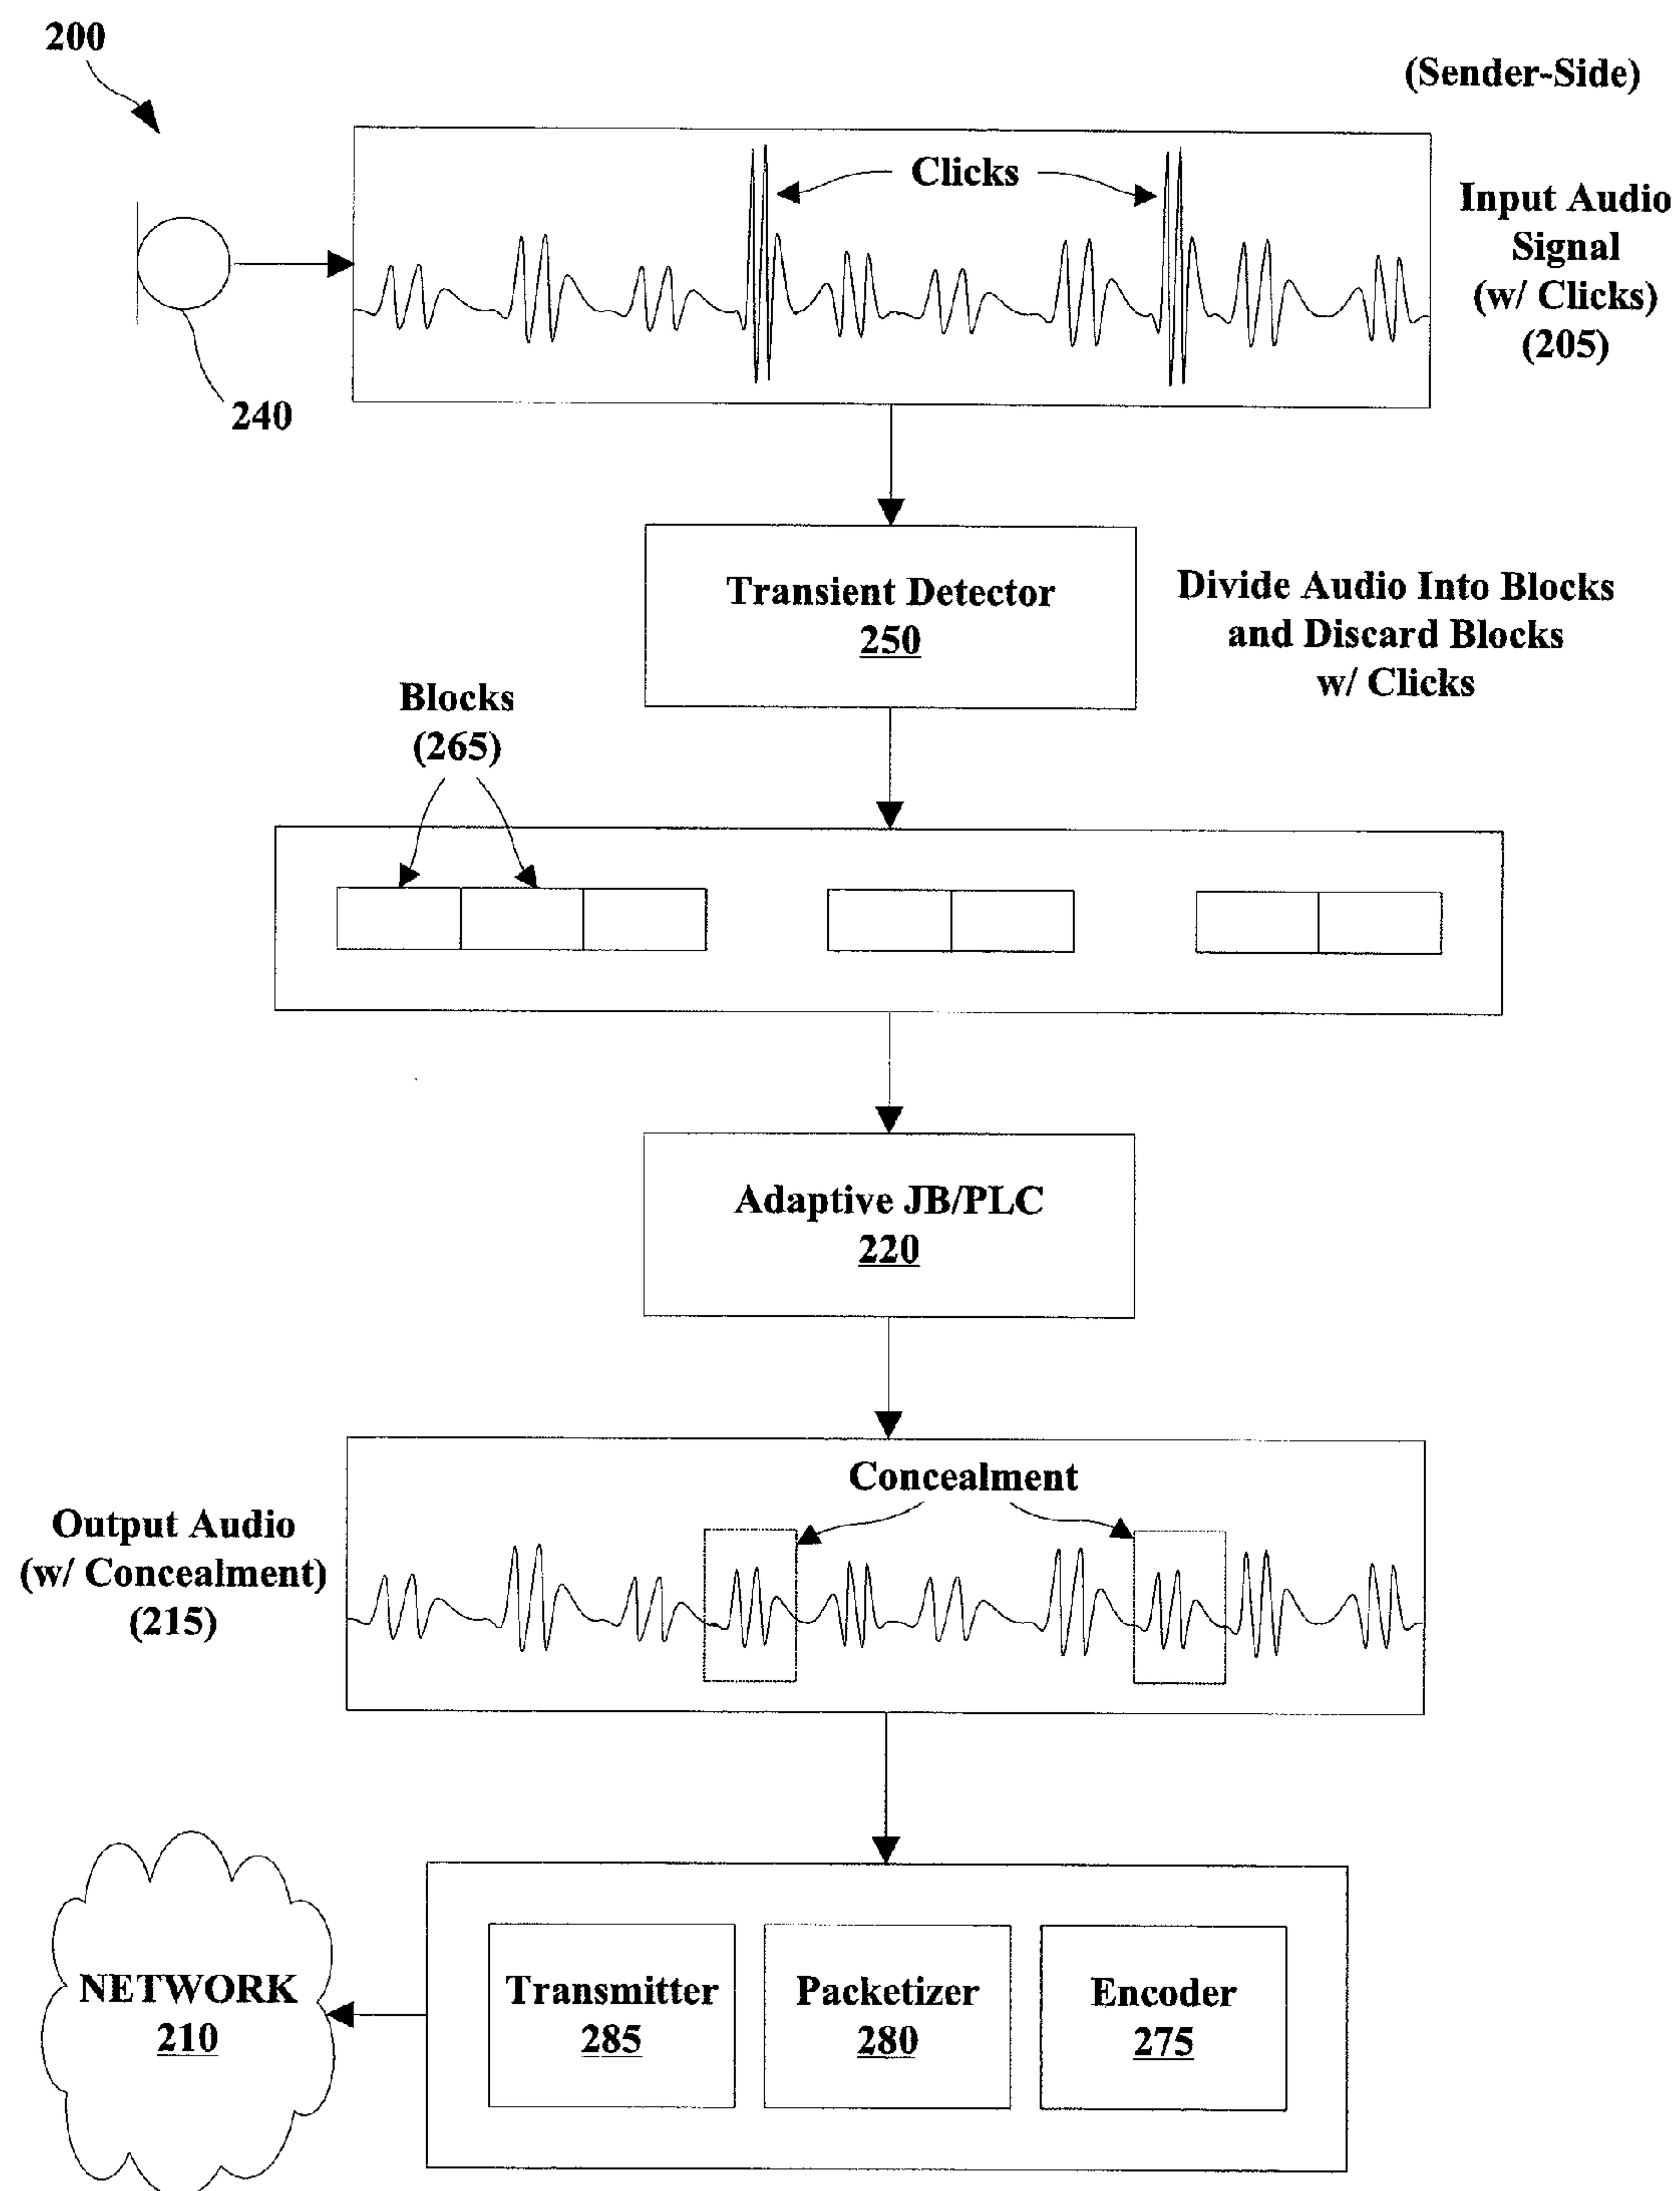 200
(Sender-Side)
Clicks
Input Audio
Signal
(w/ Clicks)
(205)
240
Transient Detector
250
Divide Audio Into Blocks
and Discard Blocks
w/ Clicks
Blocks
(265)
Adaptive JB/PLC
220
Concealment
Output Audio
(w/ Concealment)
(215)
NETWORK
210
Transmitter
285
Packetizer
280
Encoder
275